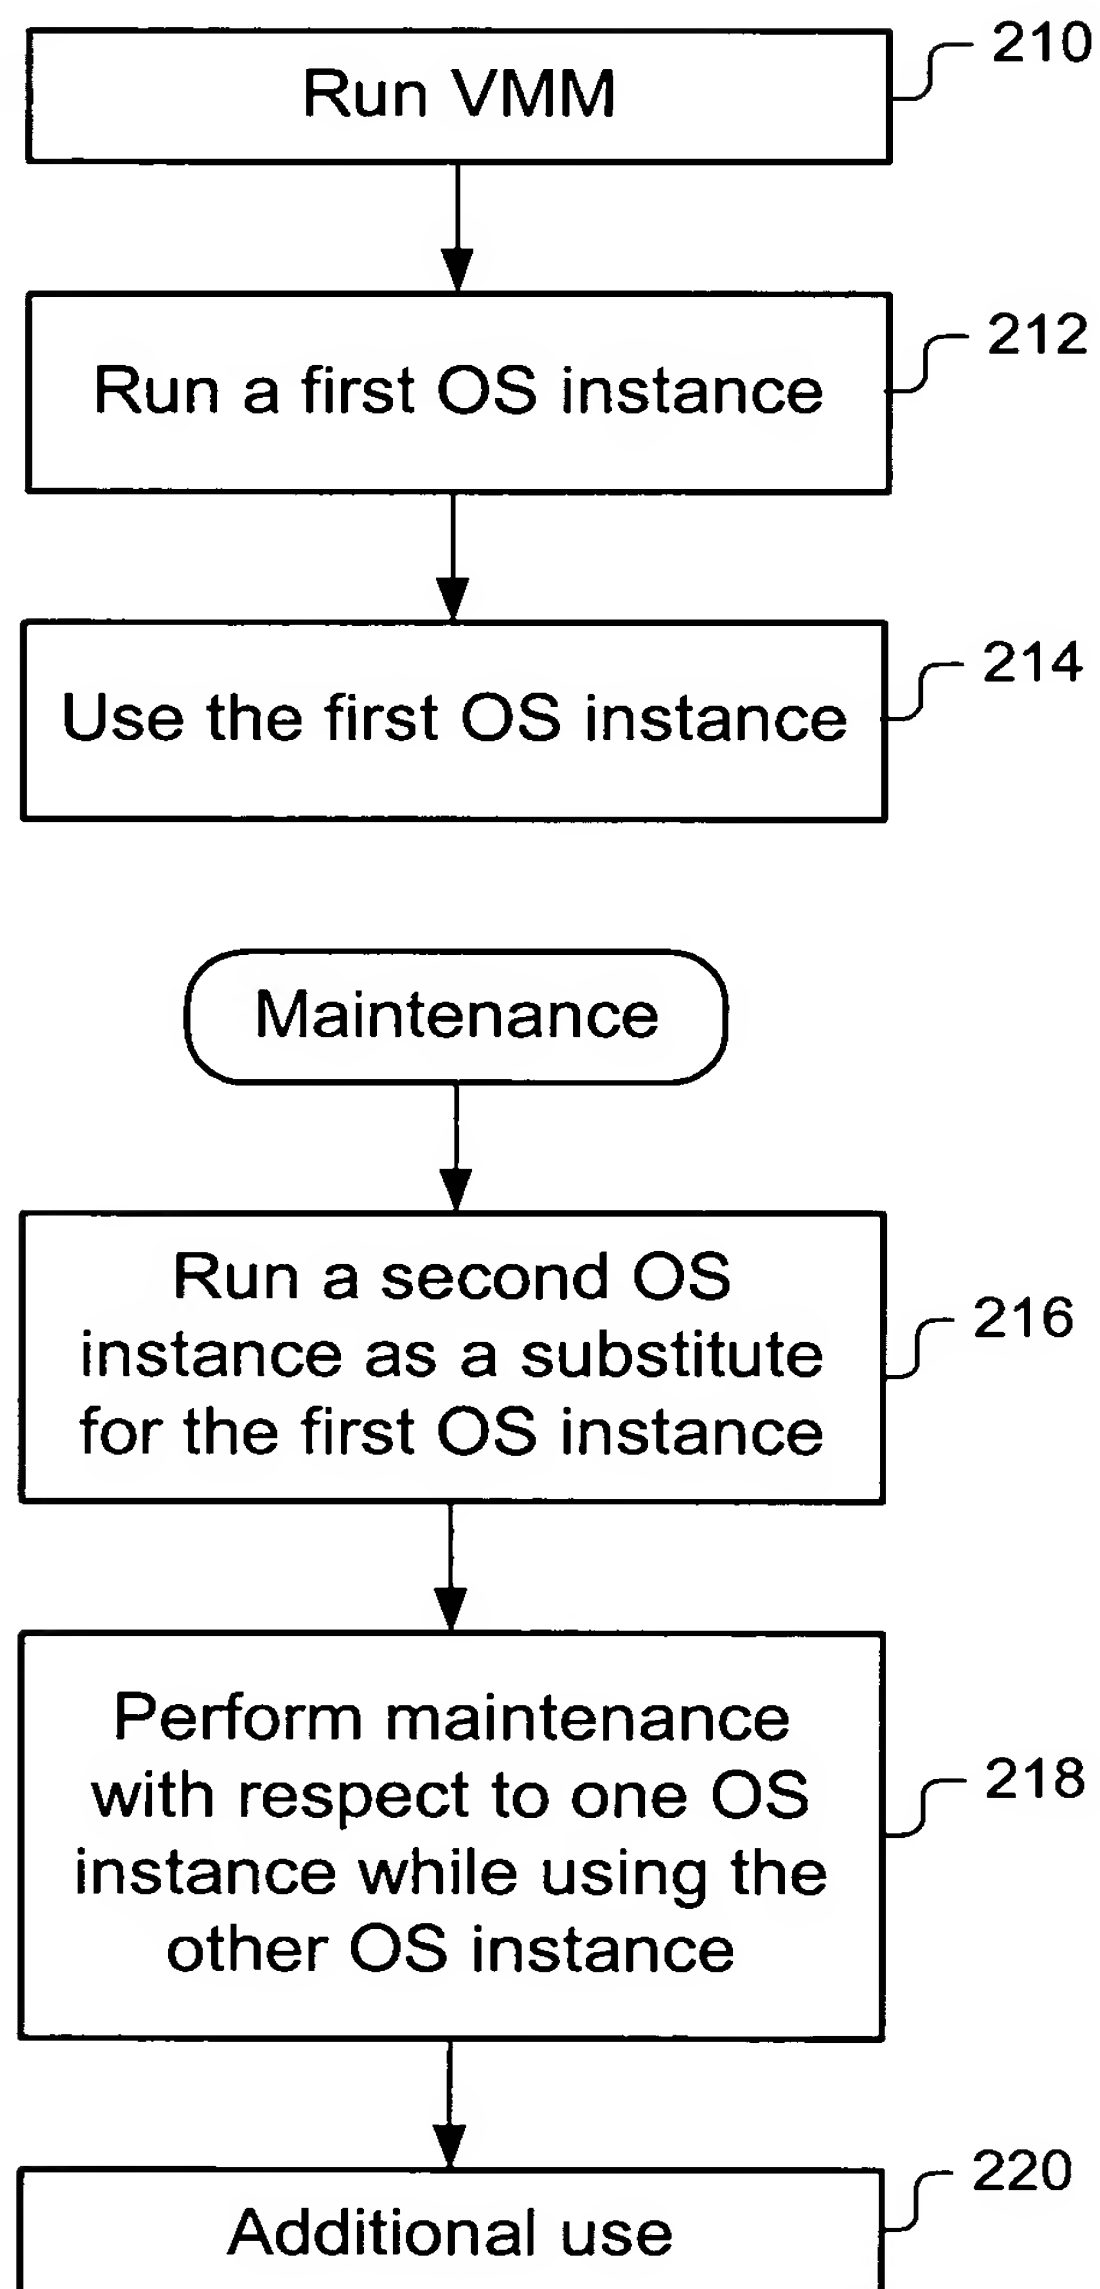 Run VMM
210
Run a first OS instance
212
Use the first OS instance
214
Maintenance
Run a second OS
instance as a substitute
for the first OS instance
216
Perform maintenance
with respect to one OS
instance while using the
other OS instance
218
Additional use
220